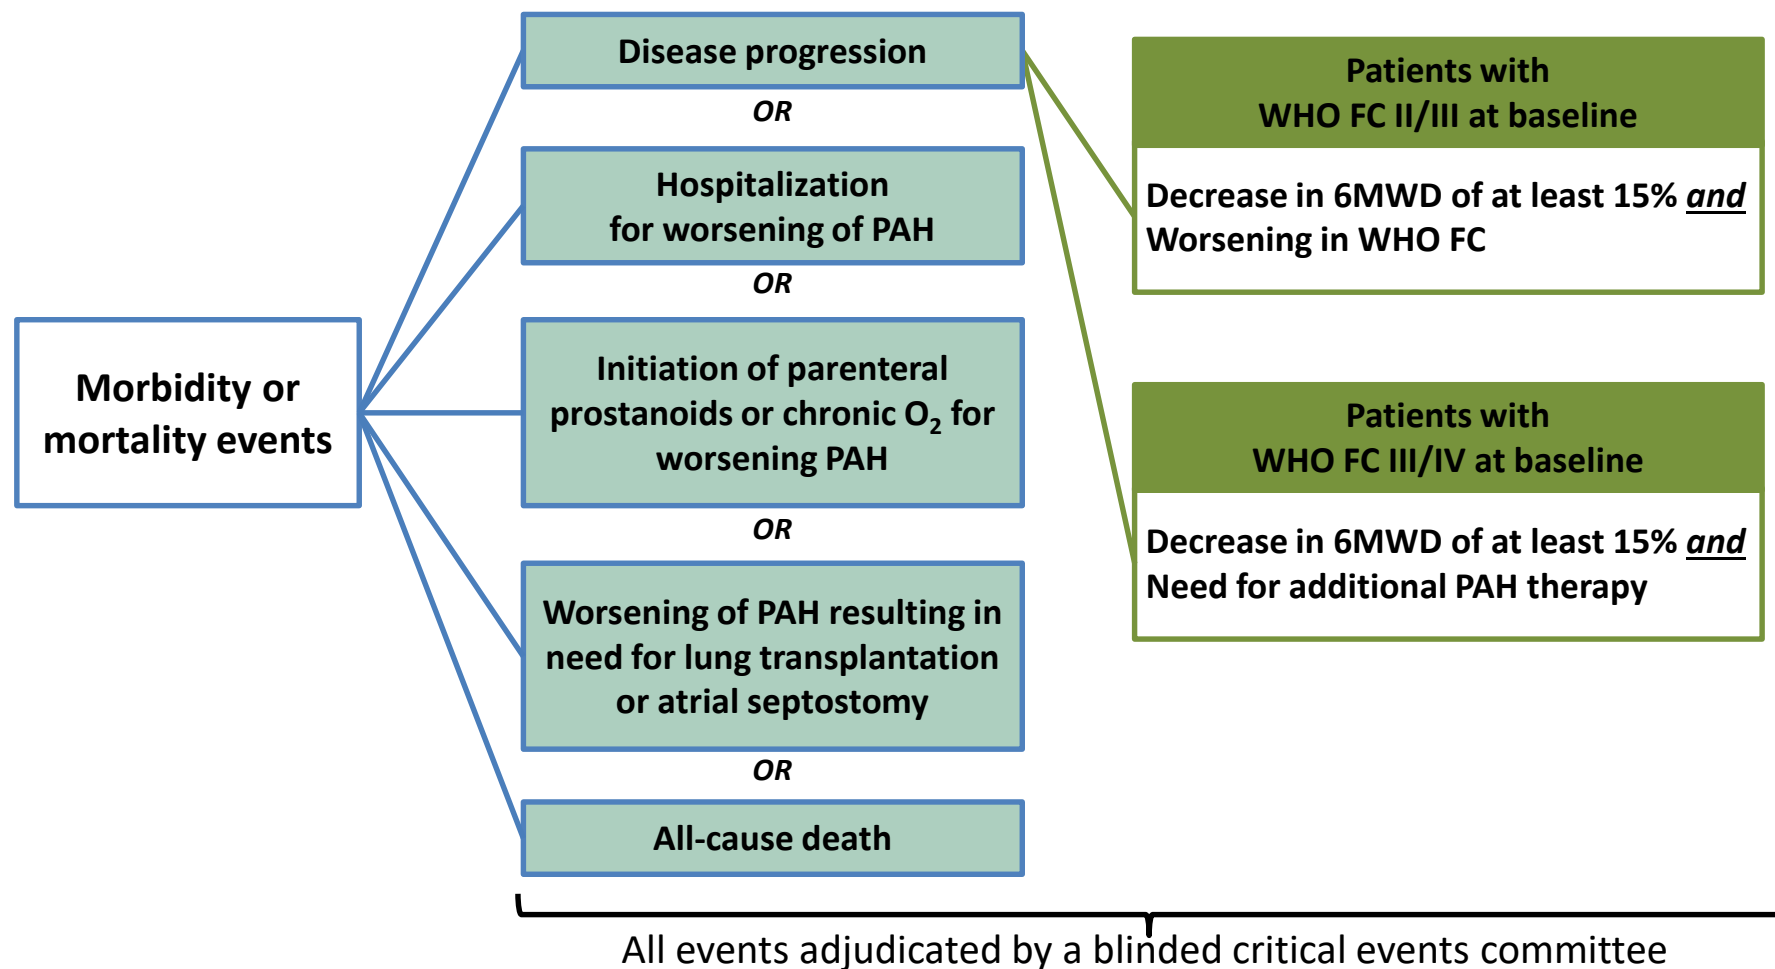 Morbidity or
mortality events
Disease progression
OR
Hospitalization
for worsening of PAH
OR
Initiation of parenteral
prostanoids or chronic O₂ for
worsening PAH
OR
Worsening of PAH resulting in
need for lung transplantation
or atrial septostomy
OR
All-cause death
Patients with
WHO FC II/III at baseline
Decrease in 6MWD of at least 15% and
Worsening in WHO FC
Patients with
WHO FC III/IV at baseline
Decrease in 6MWD of at least 15% and
Need for additional PAH therapy
All events adjudicated by a blinded critical events committee